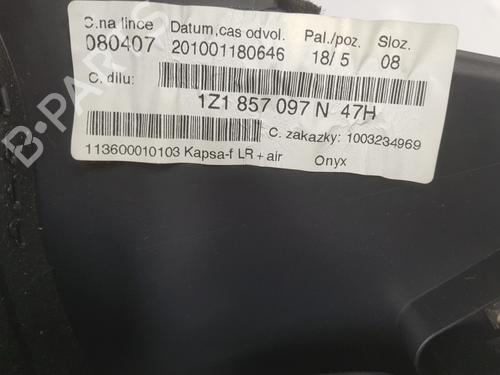 C.na lince Datum,cas odvol. Pal./poz. Sloz.
080407 201001180646 18/ 5 08
C. dilu:
1Z1 857 097 N 47H
C. zakazky: 1003234969
113600010103 Kapsa-f LR + air Onyx
B-PARTS